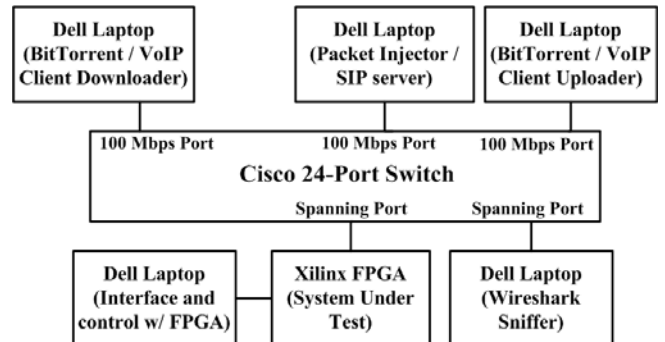 Dell Laptop
(BitTorrent / VoIP
Client Downloader)
Dell Laptop
(Packet Injector /
SIP server)
Dell Laptop
(BitTorrent / VoIP
Client Uploader)
100 Mbps Port
100 Mbps Port
100 Mbps Port
Cisco 24-Port Switch
Spanning Port
Spanning Port
Dell Laptop
(Interface and
control w/ FPGA)
Xilinx FPGA
(System Under
Test)
Dell Laptop
(Wireshark
Sniffer)